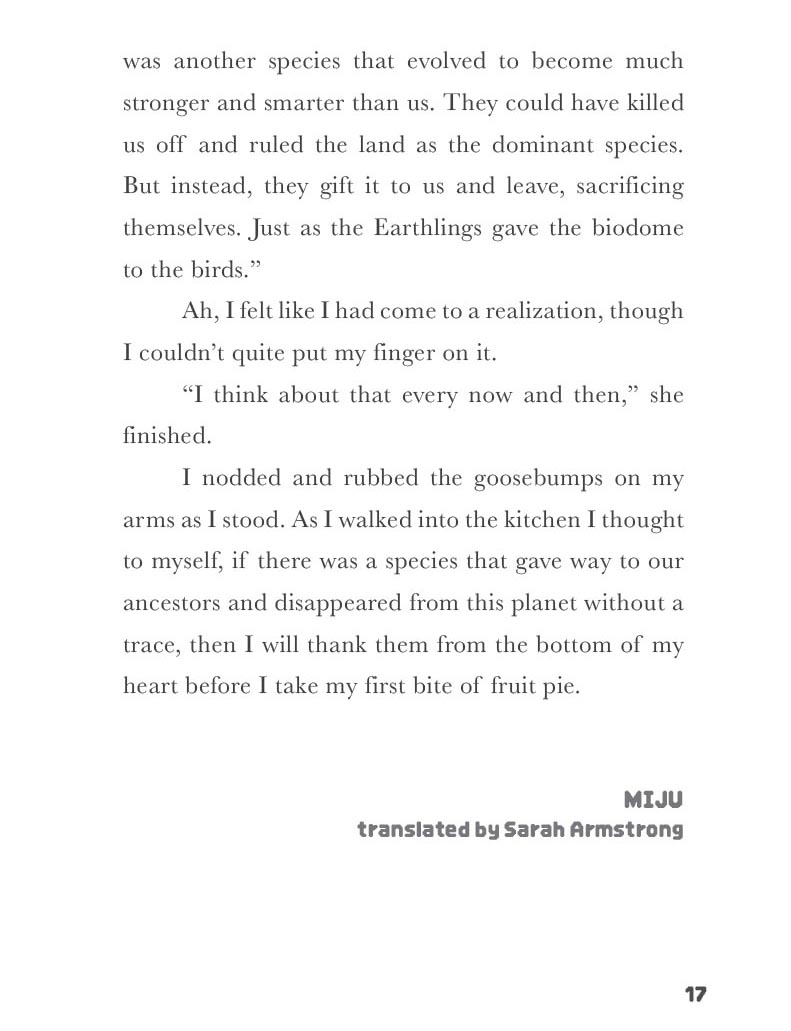 was another species that evolved to become much
stronger and smarter than us. They could have killed
us off and ruled the land as the dominant species.
But instead, they gift it to us and leave, sacrificing
themselves. Just as the Earthlings gave the biodome
to the birds.”
Ah, I felt like I had come to a realization, though
I couldn’t quite put my finger on it.
“I think about that every now and then,” she
finished.
I nodded and rubbed the goosebumps on my
arms as I stood. As I walked into the kitchen I thought
to myself, if there was a species that gave way to our
ancestors and disappeared from this planet without a
trace, then I will thank them from the bottom of my
heart before I take my first bite of fruit pie.
MIJU
translated by Sarah Armstrong
17